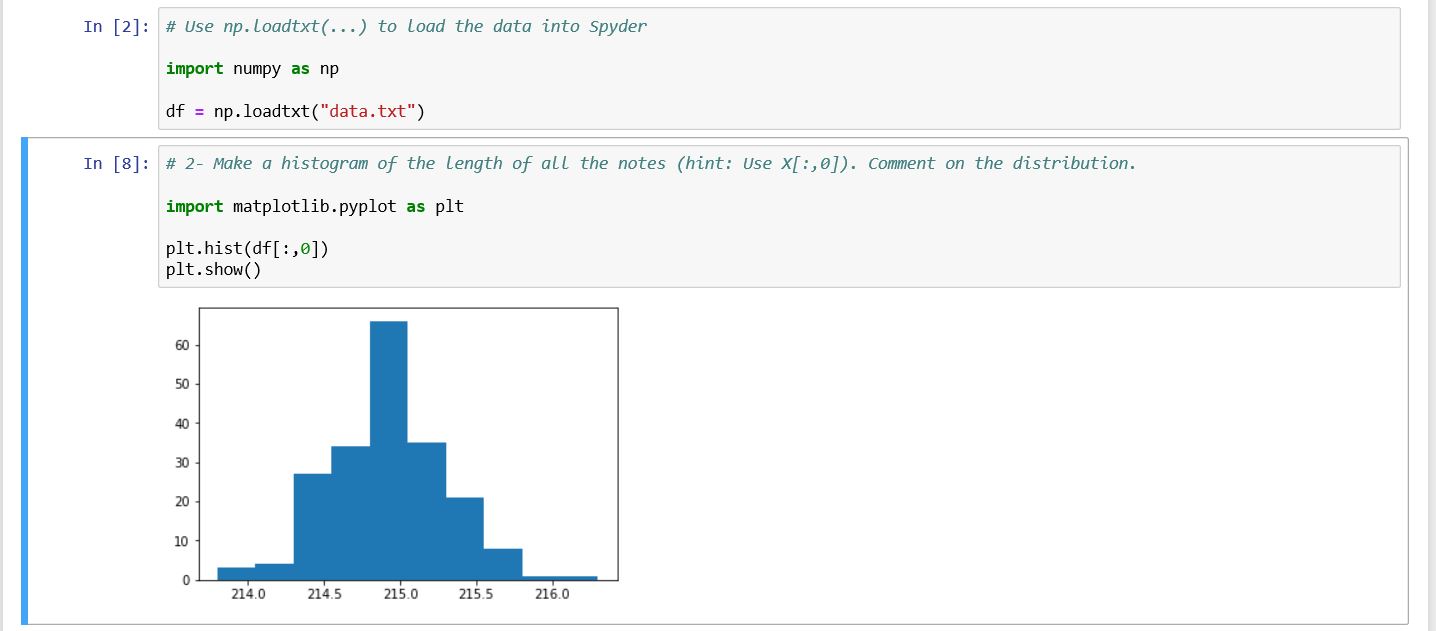 In [2]: # Use np.loadtxt(...) to load the data into Spyder
import numpy as np
df = np.loadtxt("data.txt")
In [8]: # 2- Make a histogram of the length of all the notes (hint: Use X[:,0]). Comment on the distribution.
import matplotlib.pyplot as plt
plt.hist(df[:,0])
plt.show()
60
50
40
30
20
10
0
214.0 214.5 215.0 215.5 216.0